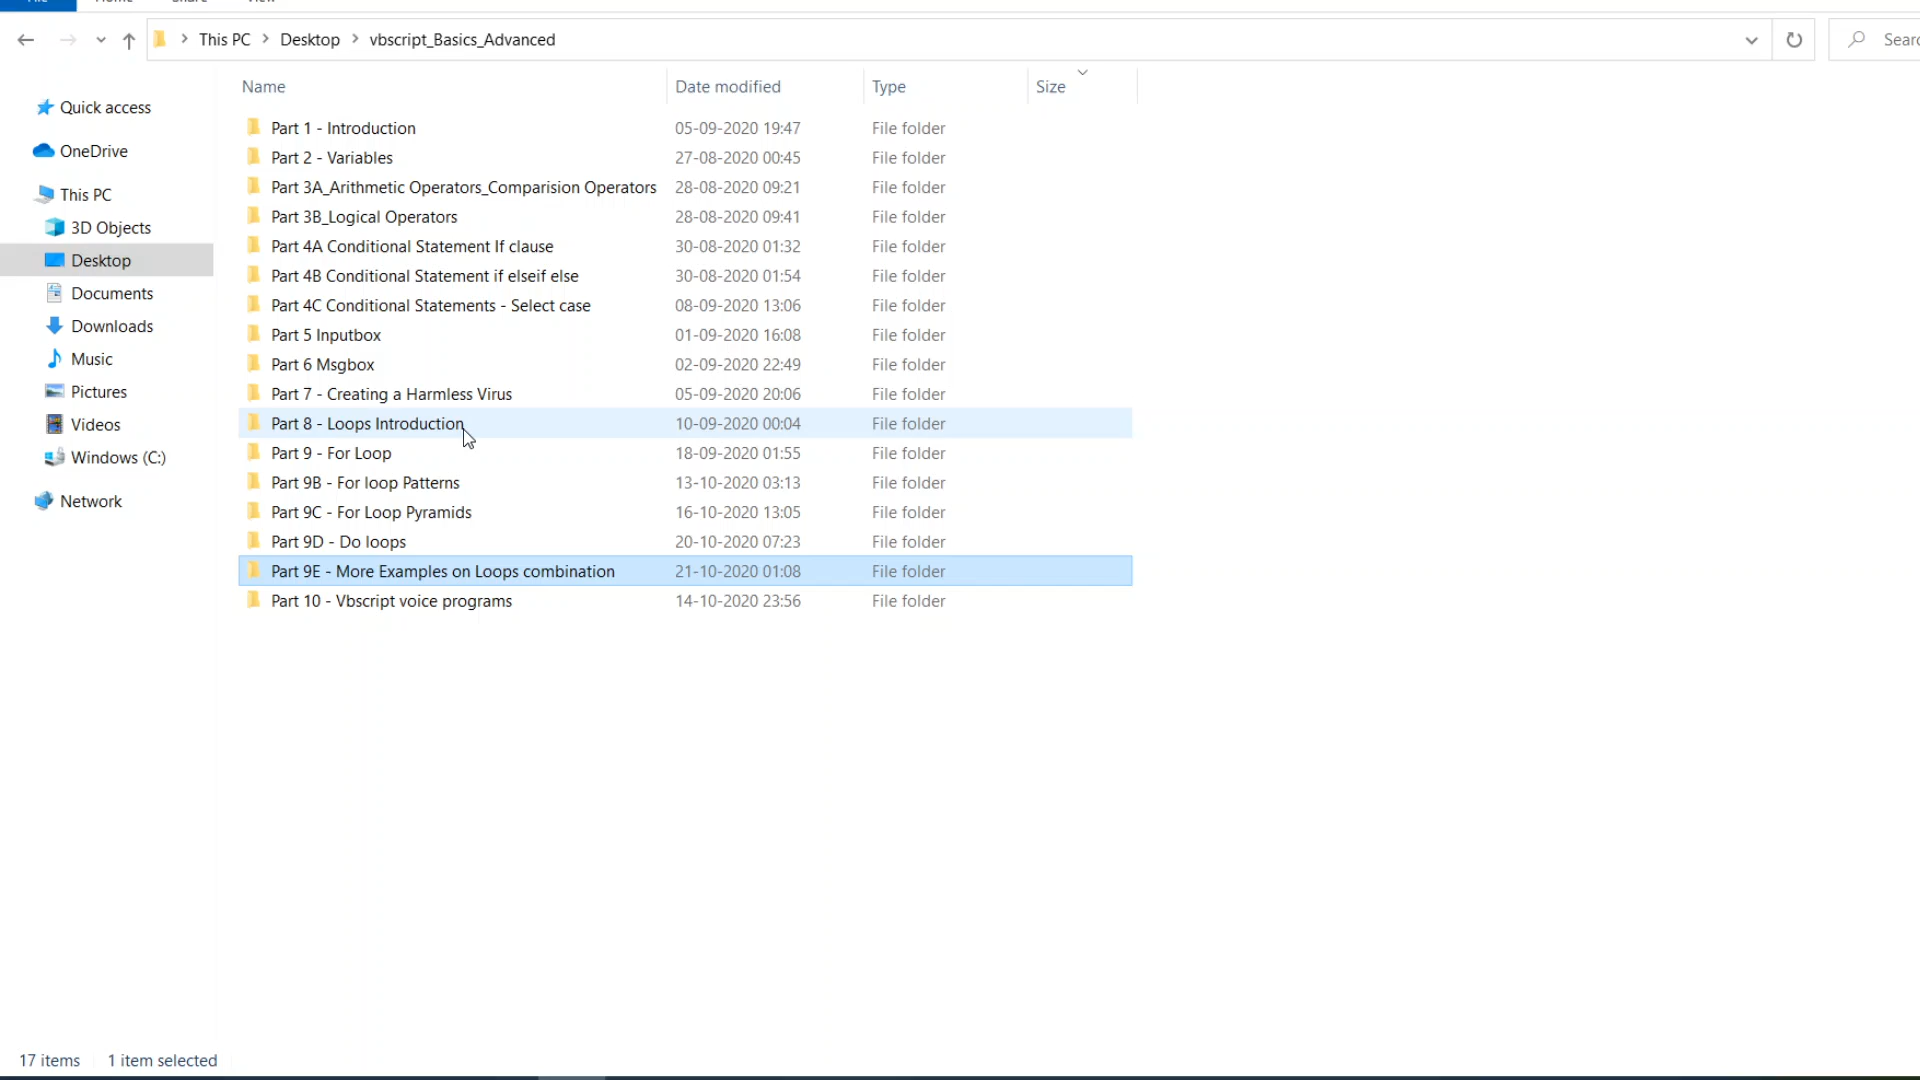 File Home Share View
This PC > Desktop > vbscript_Basics_Advanced
Searc
Name Date modified Type Size
Quick access
OneDrive
This PC
3D Objects
Desktop
Documents
Downloads
Music
Pictures
Videos
Windows (C:)
Network
Part 1 - Introduction 05-09-2020 19:47 File folder
Part 2 - Variables 27-08-2020 00:45 File folder
Part 3A_Arithmetic Operators_Comparision Operators 28-08-2020 09:21 File folder
Part 3B_Logical Operators 28-08-2020 09:41 File folder
Part 4A Conditional Statement If clause 30-08-2020 01:32 File folder
Part 4B Conditional Statement if elseif else 30-08-2020 01:54 File folder
Part 4C Conditional Statements - Select case 08-09-2020 13:06 File folder
Part 5 Inputbox 01-09-2020 16:08 File folder
Part 6 Msgbox 02-09-2020 22:49 File folder
Part 7 - Creating a Harmless Virus 05-09-2020 20:06 File folder
Part 8 - Loops Introduction 10-09-2020 00:04 File folder
Part 9 - For Loop 18-09-2020 01:55 File folder
Part 9B - For loop Patterns 13-10-2020 03:13 File folder
Part 9C - For Loop Pyramids 16-10-2020 13:05 File folder
Part 9D - Do loops 20-10-2020 07:23 File folder
Part 9E - More Examples on Loops combination 21-10-2020 01:08 File folder
Part 10 - Vbscript voice programs 14-10-2020 23:56 File folder
17 items 1 item selected